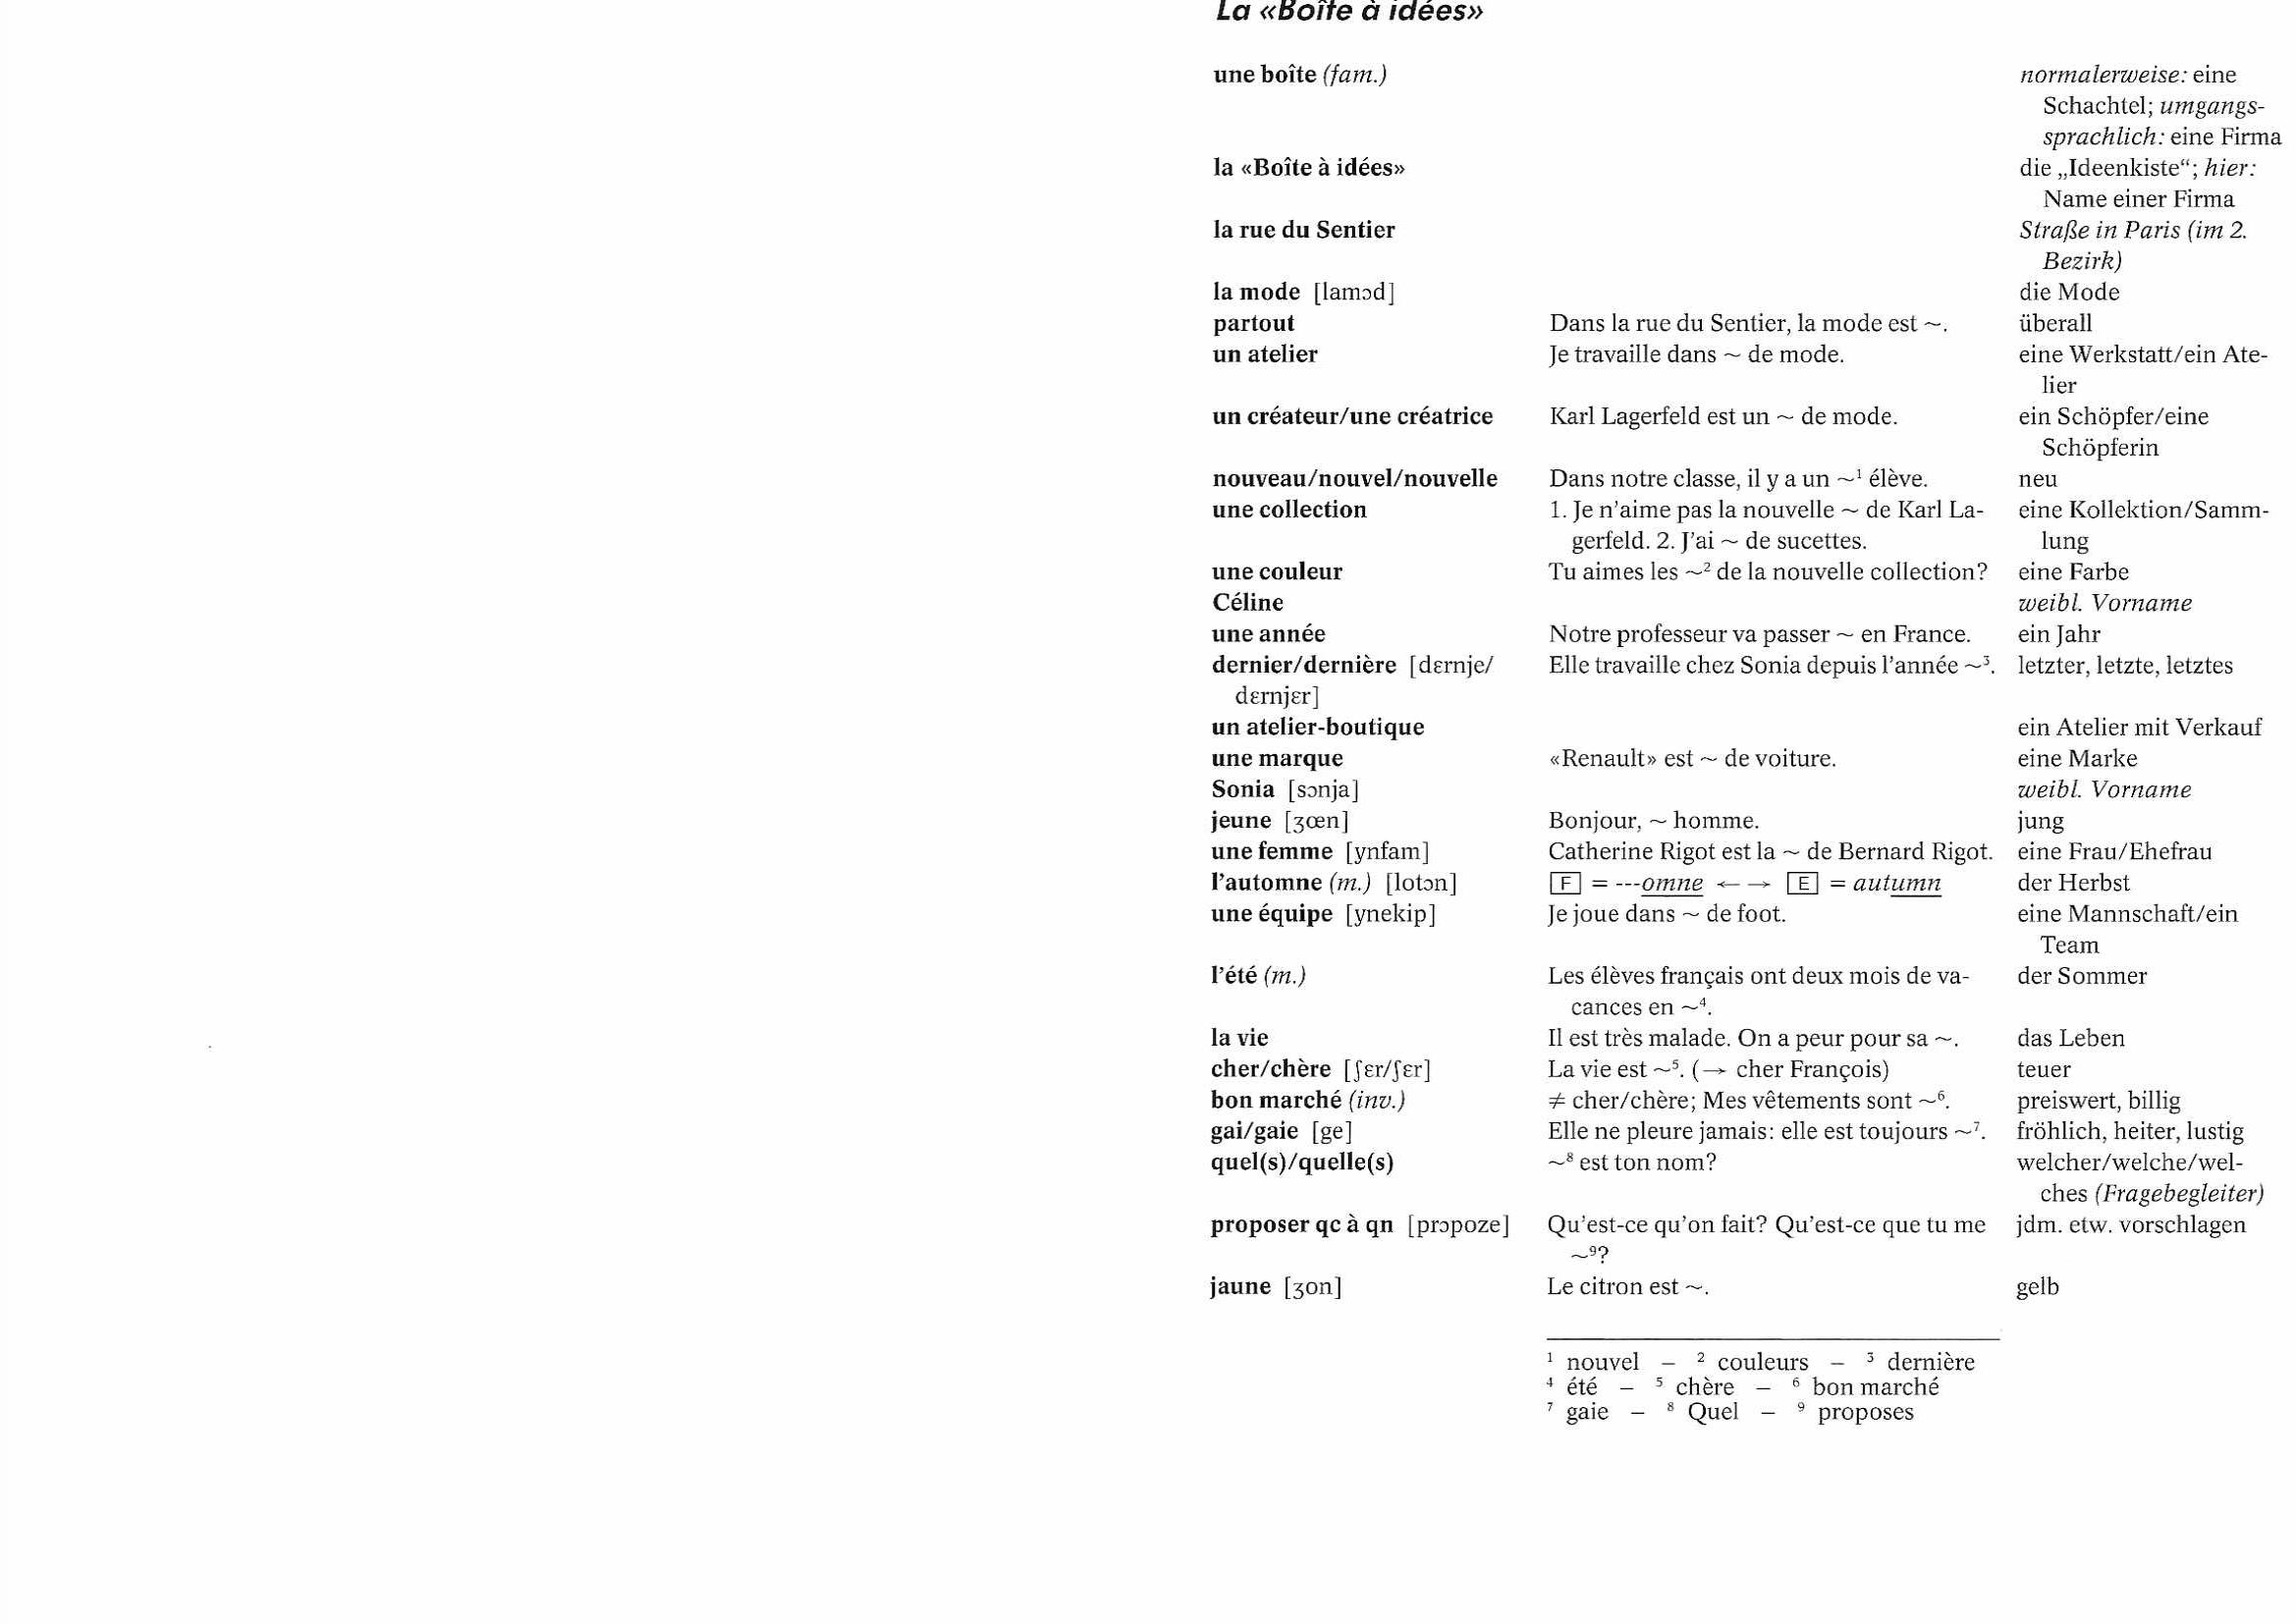 La «Boîte à idées»
une boîte (fam.) normalerweise: eine
Schachtel; umgangs-
sprachlich: eine Firma
la «Boîte à idées» die „Ideenkiste“; hier:
Name einer Firma
la rue du Sentier Straße in Paris (im 2.
Bezirk)
la mode [lamɔd] die Mode
partout Dans la rue du Sentier, la mode est ~. überall
un atelier Je travaille dans ~ de mode. eine Werkstatt/ein Ate-
lier
un créateur/une créatrice Karl Lagerfeld est un ~ de mode. ein Schöpfer/eine
Schöpferin
nouveau/nouvel/nouvelle Dans notre classe, il y a un ~¹ élève. neu
une collection 1. Je n’aime pas la nouvelle ~ de Karl La- eine Kollektion/Samm-
gerfeld. 2. J’ai ~ de sucettes. lung
une couleur Tu aimes les ~² de la nouvelle collection? eine Farbe
Céline weibl. Vorname
une année Notre professeur va passer ~ en France. ein Jahr
dernier/dernière [dɛrnje/ Elle travaille chez Sonia depuis l’année ~³. letzter, letzte, letztes
dɛrnjɛr]
un atelier-boutique ein Atelier mit Verkauf
une marque «Renault» est ~ de voiture. eine Marke
Sonia [sɔnja] weibl. Vorname
jeune [ʒœn] Bonjour, ~ homme. jung
une femme [ynfam] Catherine Rigot est la ~ de Bernard Rigot. eine Frau/Ehefrau
l’automne (m.) [lotɔn] F = ---omne ← → E = autumn der Herbst
une équipe [ynekip] Je joue dans ~ de foot. eine Mannschaft/ein
Team
l’été (m.) Les élèves français ont deux mois de va- der Sommer
cances en ~⁴.
la vie Il est très malade. On a peur pour sa ~. das Leben
cher/chère [ʃɛr/ʃɛr] La vie est ~⁵. (→ cher François) teuer
bon marché (inv.) ≠ cher/chère; Mes vêtements sont ~⁶. preiswert, billig
gai/gaie [ge] Elle ne pleure jamais: elle est toujours ~⁷. fröhlich, heiter, lustig
quel(s)/quelle(s) ~⁸ est ton nom? welcher/welche/wel-
ches (Fragebegleiter)
proposer qc à qn [prɔpoze] Qu’est-ce qu’on fait? Qu’est-ce que tu me jdm. etw. vorschlagen
~⁹?
jaune [ʒon] Le citron est ~. gelb
¹ nouvel – ² couleurs – ³ dernière
⁴ été – ⁵ chère – ⁶ bon marché
⁷ gaie – ⁸ Quel – ⁹ proposes